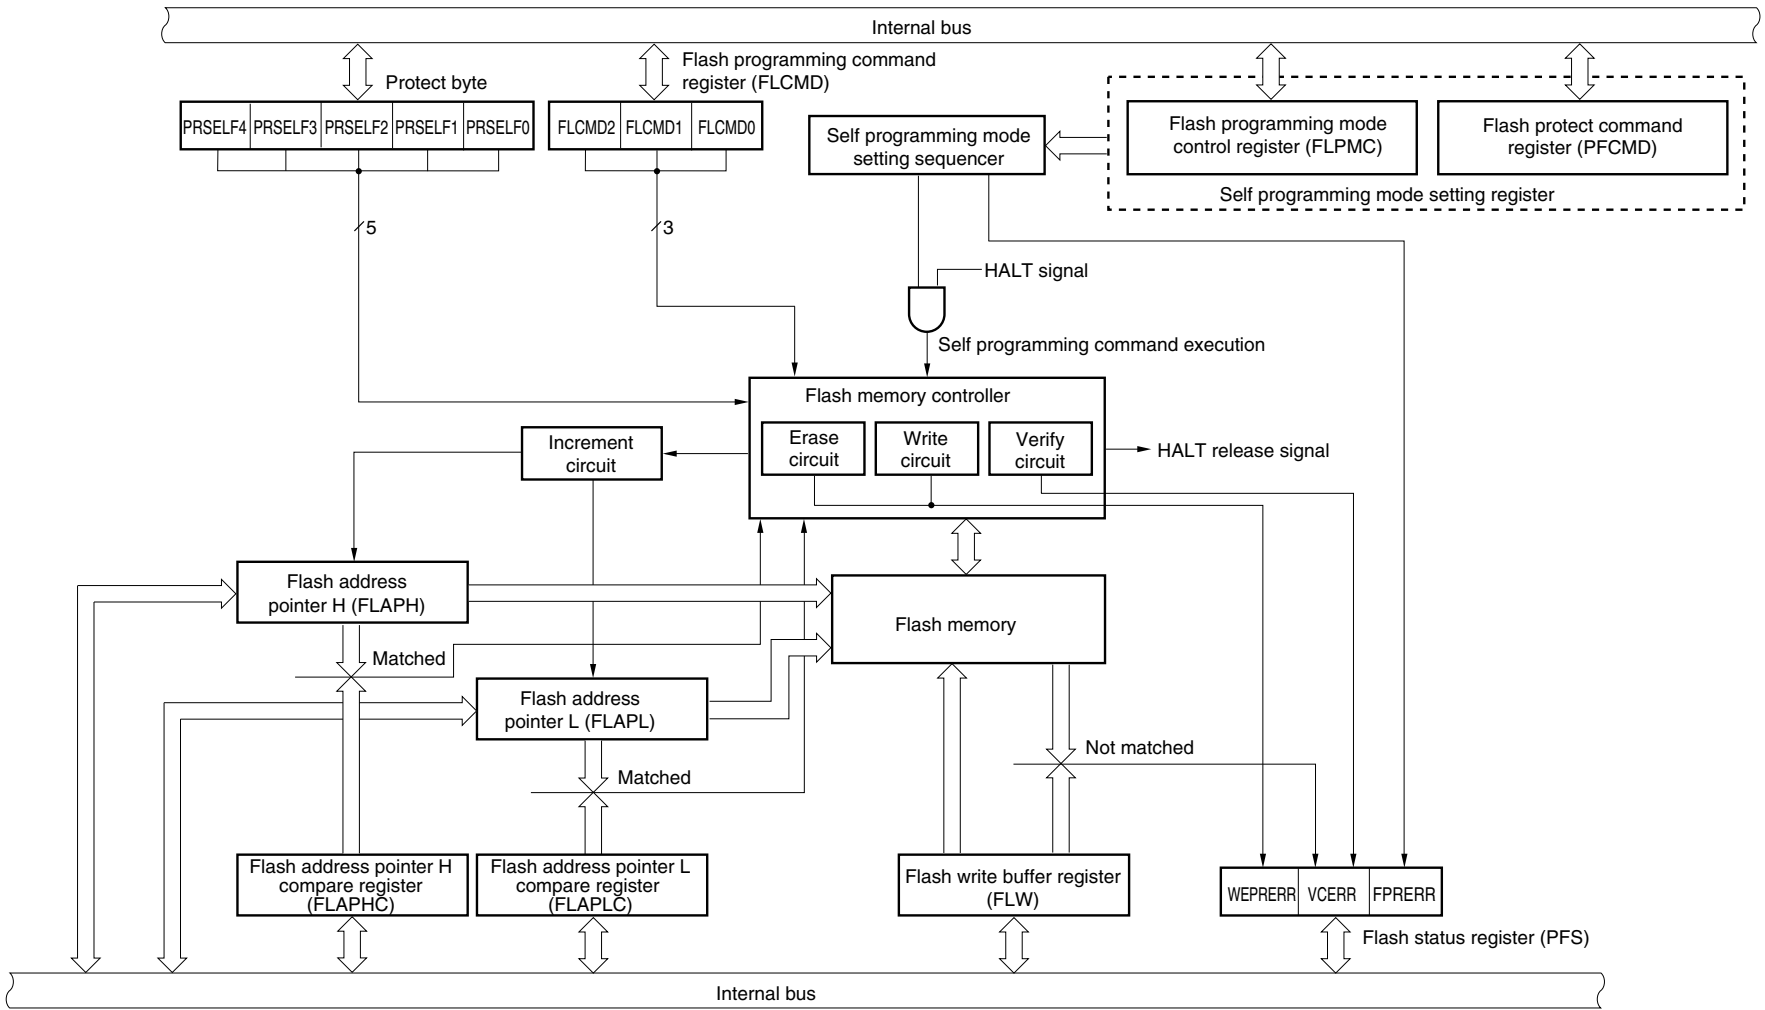 Internal bus
Flash programming command
register (FLCMD)
Protect byte
PRSELF4 PRSELF3 PRSELF2 PRSELF1 PRSELF0
FLCMD2 FLCMD1 FLCMD0
Self programming mode
setting sequencer
Flash programming mode
control register (FLPMC)
Flash protect command
register (PFCMD)
Self programming mode setting register
5
3
HALT signal
Self programming command execution
Flash memory controller
Erase
circuit
Write
circuit
Verify
circuit
HALT release signal
Increment
circuit
Flash address
pointer H (FLAPH)
Flash memory
Matched
Flash address
pointer L (FLAPL)
Matched
Not matched
Flash address pointer H
compare register
(FLAPHC)
Flash address pointer L
compare register
(FLAPLC)
Flash write buffer register
(FLW)
WEPRERR VCERR FPRERR
Flash status register (PFS)
Internal bus